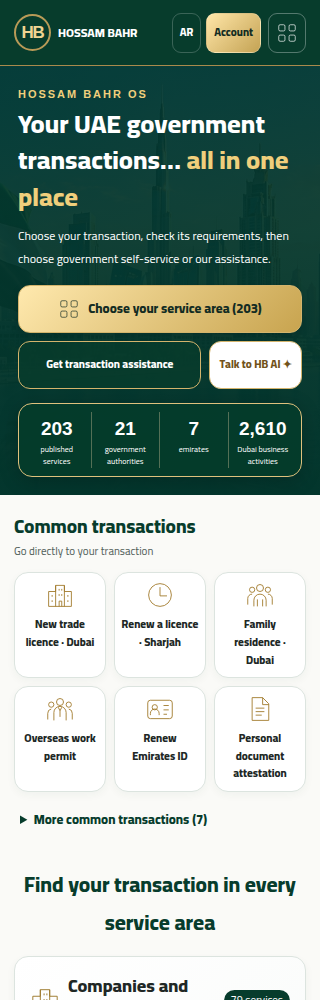 HB HOSSAM BAHR AR Account
HOSSAM BAHR OS
Your UAE government
transactions... all in one
place
Choose your transaction, check its requirements, then
choose government self-service or our assistance.
Choose your service area (203)
Get transaction assistance
Talk to HB AI ✦
203
published
services
21
government
authorities
7
emirates
2,610
Dubai business
activities
Common transactions
Go directly to your transaction
New trade
licence · Dubai
Renew a licence
· Sharjah
Family
residence ·
Dubai
Overseas work
permit
Renew
Emirates ID
Personal
document
attestation
▶ More common transactions (7)
Find your transaction in every
service area
Companies and
79 services